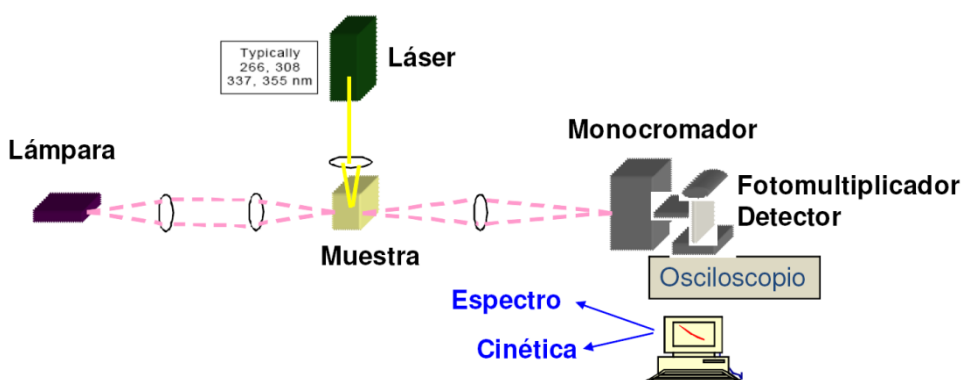 Typically
266, 308
337, 355 nm
Láser
Lámpara
Monocromador
Fotomultiplicador
Detector
Muestra
Osciloscopio
Espectro
Cinética